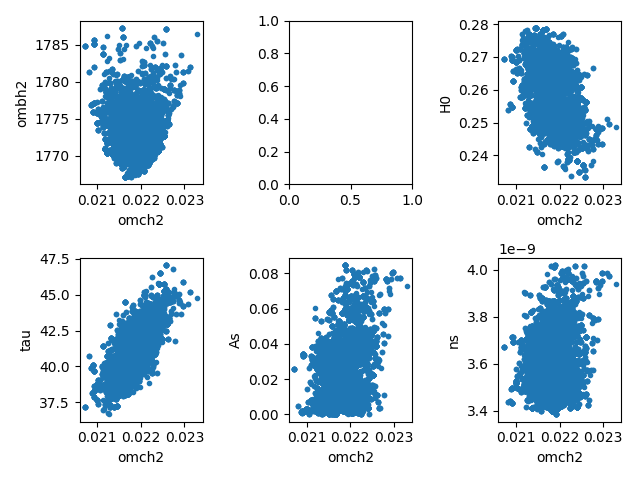 1785
1780
1775
1770
ombh2
0.021 0.022 0.023
omch2
1.0
0.8
0.6
0.4
0.2
0.0
0.0 0.5 1.0
0.28
0.27
0.26
0.25
0.24
H0
0.021 0.022 0.023
omch2
47.5
45.0
42.5
40.0
37.5
tau
0.021 0.022 0.023
omch2
0.08
0.06
0.04
0.02
0.00
As
0.021 0.022 0.023
omch2
1e−9
4.0
3.8
3.6
3.4
ns
0.021 0.022 0.023
omch2